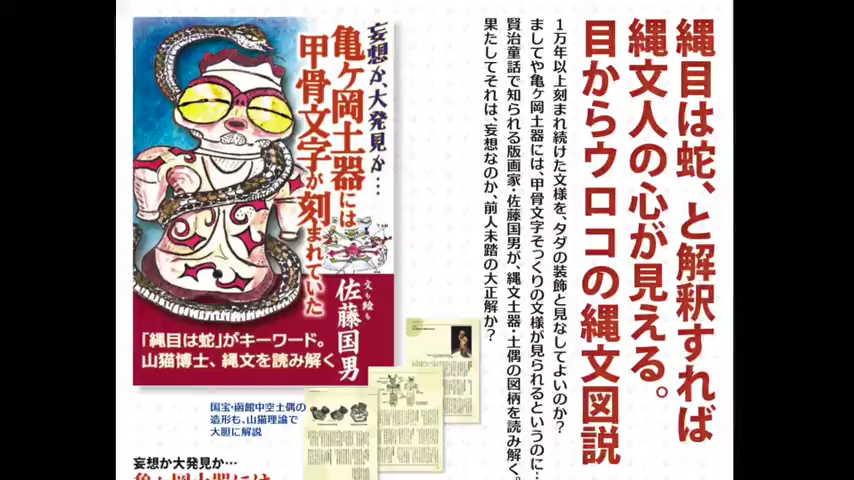 縄目は蛇、と解釈すれば
縄文人の心が見える。
目からウロコの縄文図説
1万年以上刻まれ続けた文様を、タダの装飾と見なしてよいのか？
ましてや亀ヶ岡土器には、甲骨文字そっくりの文様が見られるというのに…
賢治童話で知られる版画家・佐藤国男が、縄文土器・土偶の図柄を読み解く。
果たしてそれは、妄想なのか、前人未踏の大正解か？
妄想か、大発見か…
亀ヶ岡土器には
甲骨文字が刻まれていた
文も絵も
佐藤国男
「縄目は蛇」がキーワード。
山猫博士、縄文を読み解く
国宝・函館中空土偶の
造形も、山猫理論で
大胆に解説
妄想か大発見か…
亀ヶ岡土器には